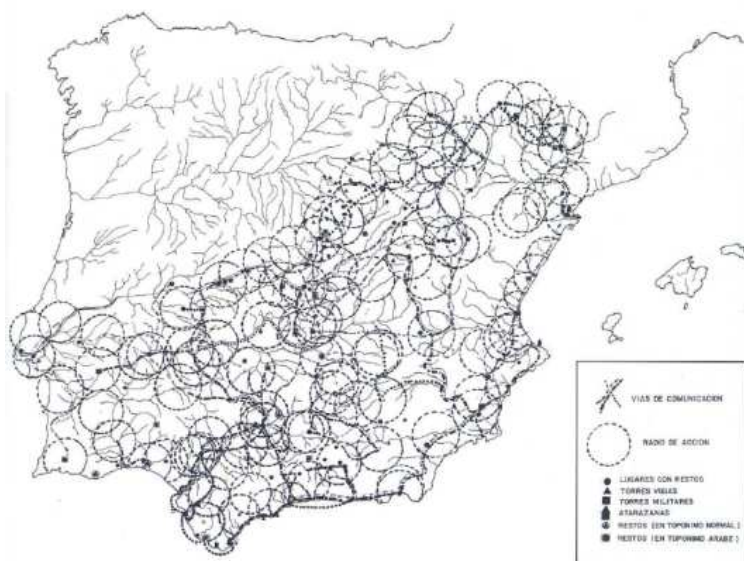 VIAS DE COMUNICACION
RADIO DE ACCION
LUGARES CON RESTOS
TORRES VIGIAS
TORRES MILITARES
ATARAZANAS
RESTOS (EN TOPONIMO NORMAL)
RESTOS (EN TOPONIMO ARABE)